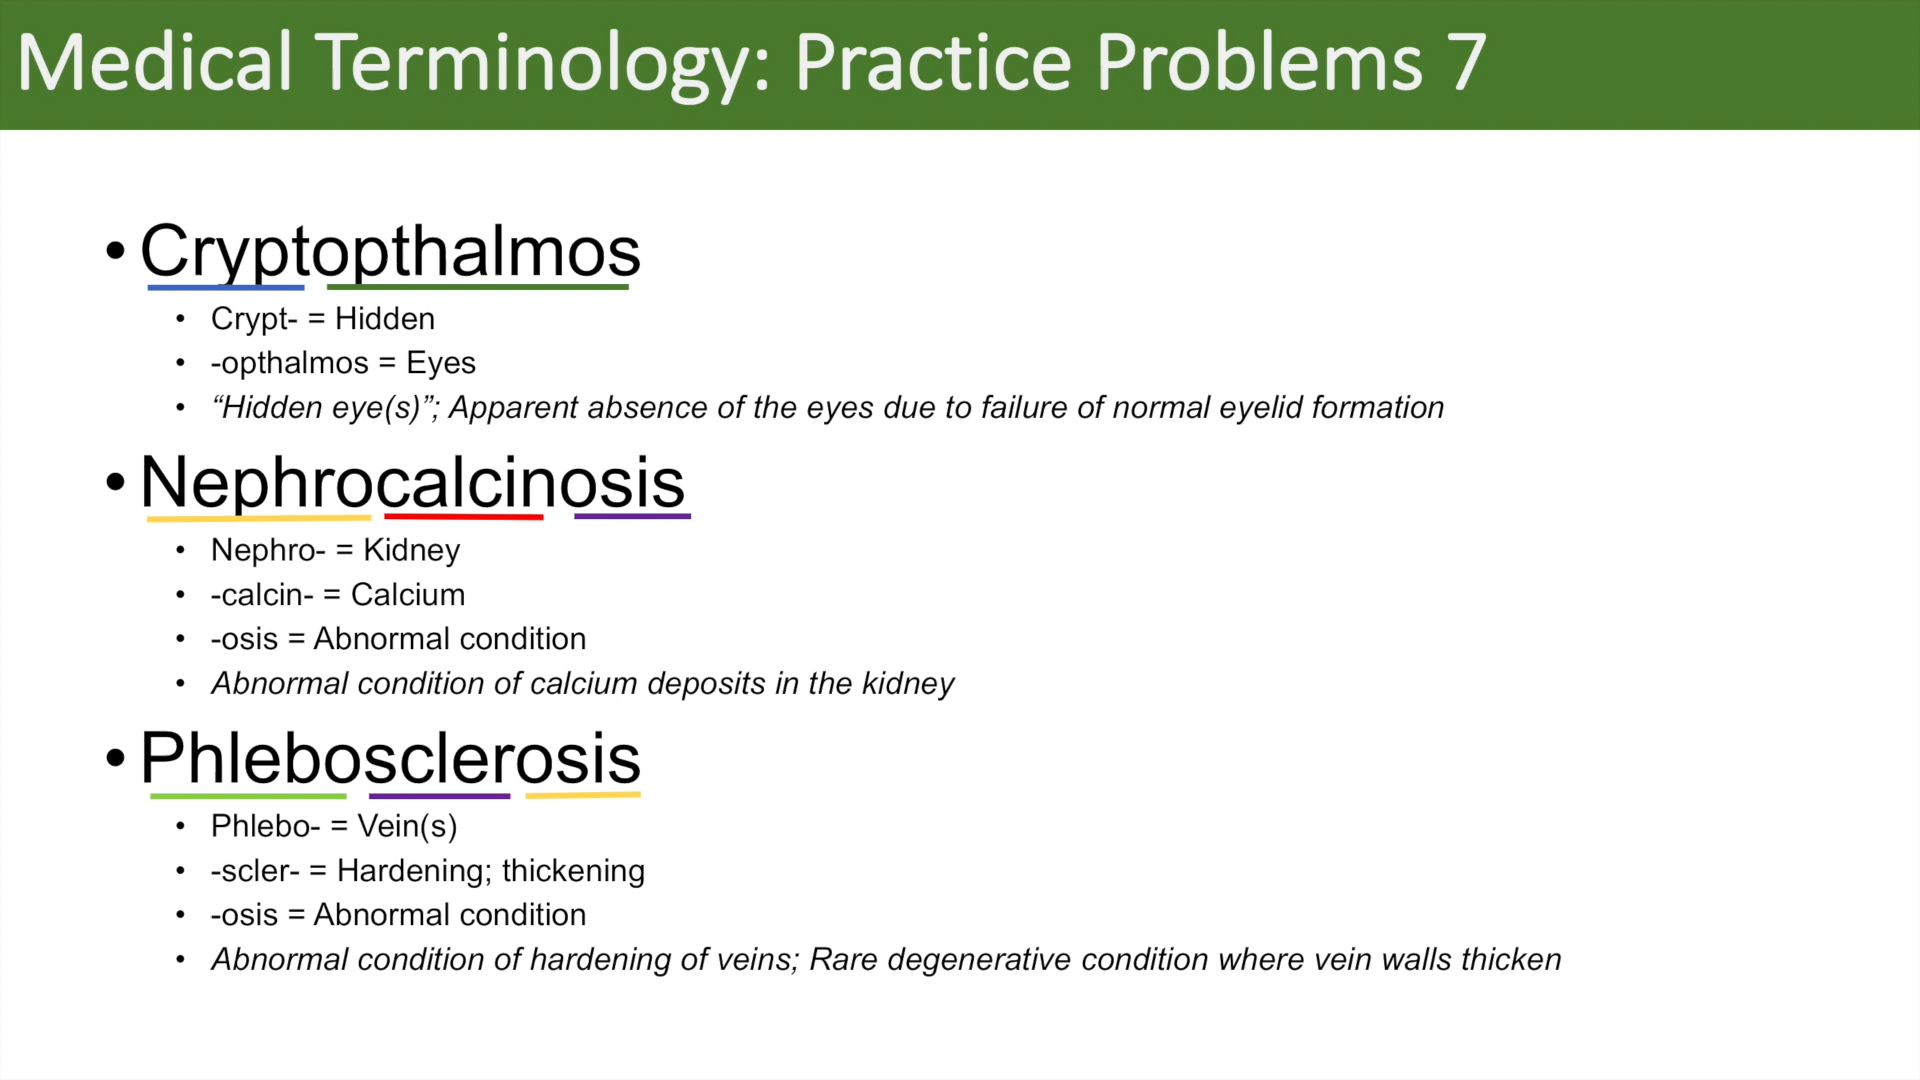 Medical Terminology: Practice Problems 7
• Cryptopthalmos
• Crypt- = Hidden
• -opthalmos = Eyes
• “Hidden eye(s)”; Apparent absence of the eyes due to failure of normal eyelid formation
• Nephrocalcinosis
• Nephro- = Kidney
• -calcin- = Calcium
• -osis = Abnormal condition
• Abnormal condition of calcium deposits in the kidney
• Phlebosclerosis
• Phlebo- = Vein(s)
• -scler- = Hardening; thickening
• -osis = Abnormal condition
• Abnormal condition of hardening of veins; Rare degenerative condition where vein walls thicken